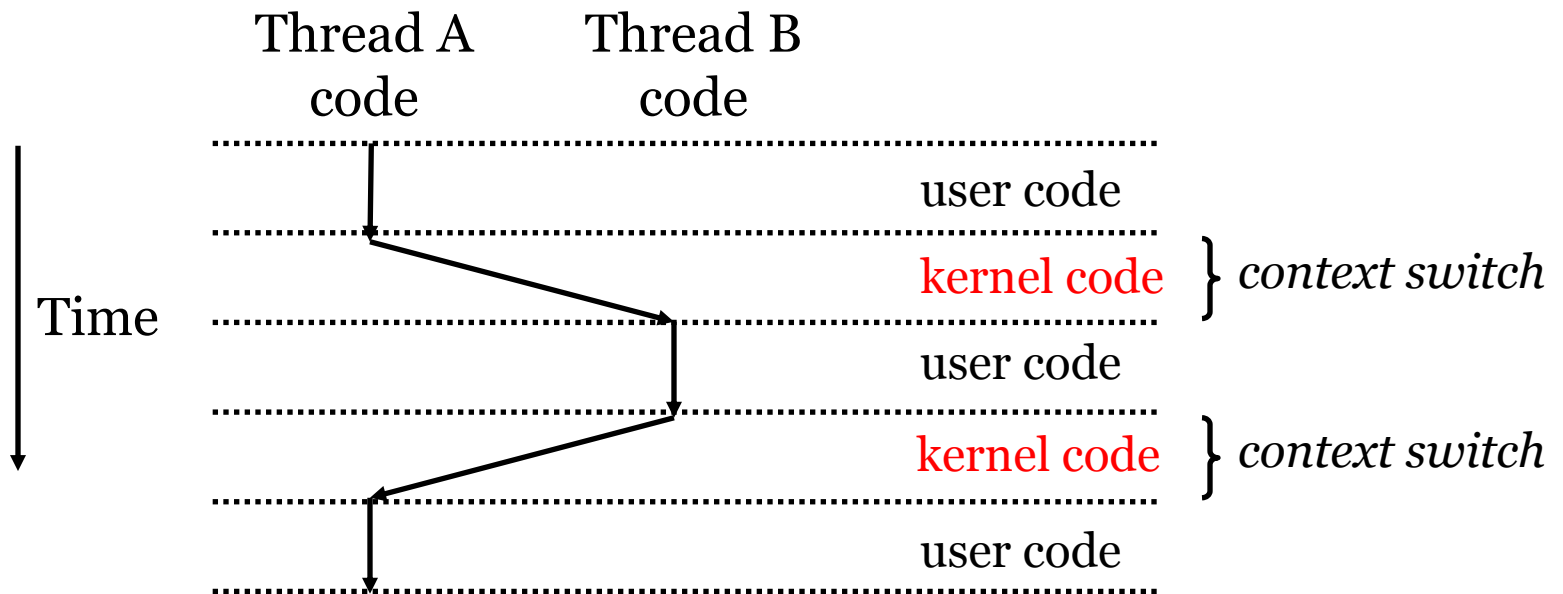 Thread A
code
Thread B
code
user code
kernel code
context switch
Time
user code
kernel code
context switch
user code